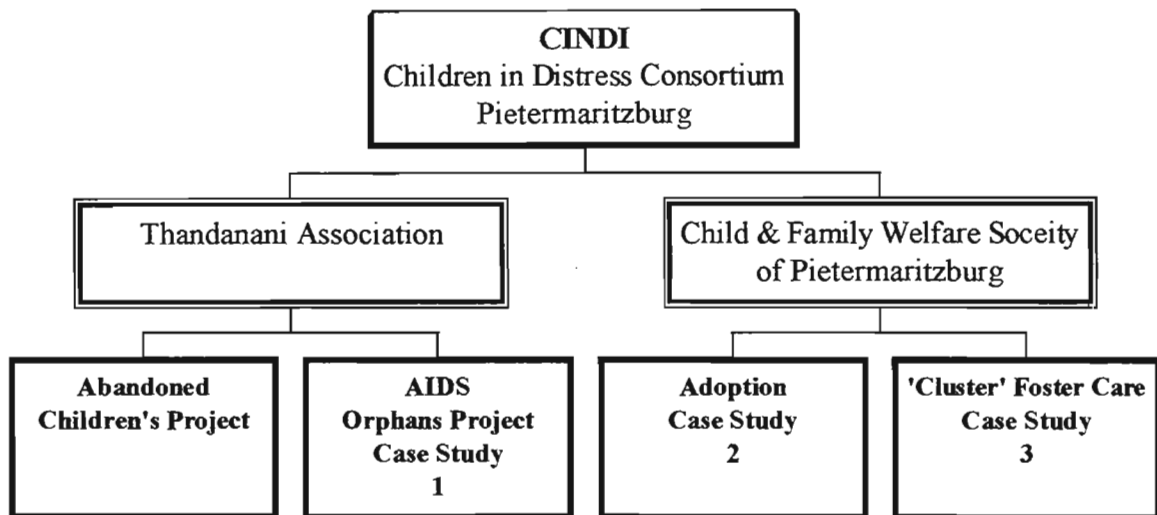 CINDI
Children in Distress Consortium
Pietermaritzburg
Thandanani Association
Child & Family Welfare Soceity
of Pietermaritzburg
Abandoned
Children's Project
AIDS
Orphans Project
Case Study
1
Adoption
Case Study
2
'Cluster' Foster Care
Case Study
3